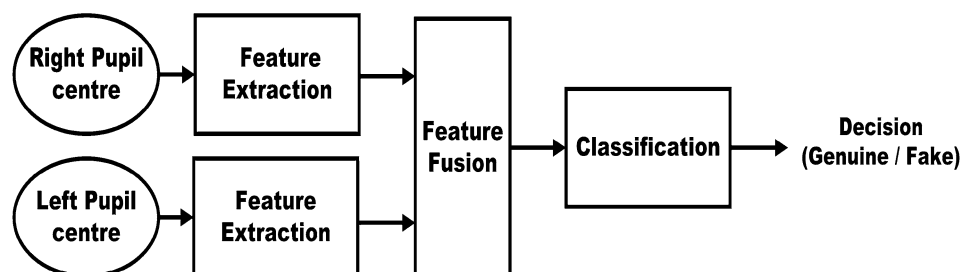 Right Pupil
centre
Feature
Extraction
Left Pupil
centre
Feature
Extraction
Feature
Fusion
Classification
Decision
(Genuine / Fake)